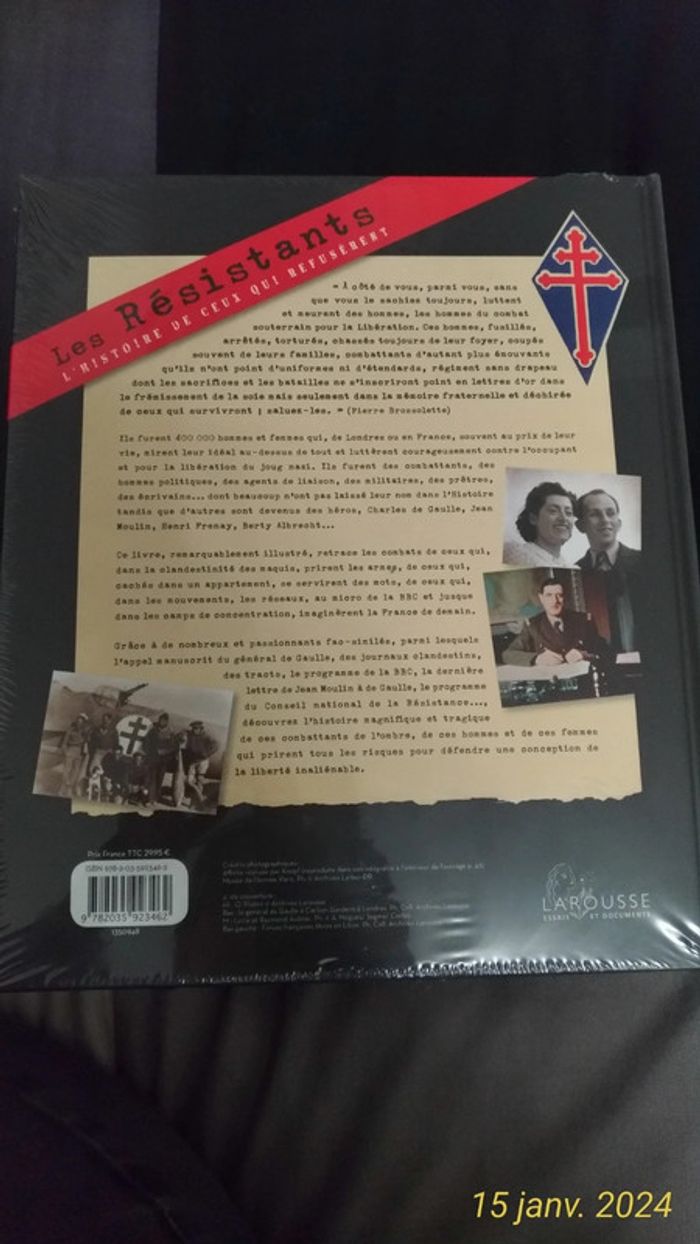 Les Résistants
L'HISTOIRE DE CEUX QUI REFUSÈRENT
« À côté de vous, parmi vous, sans
que vous le sachiez toujours, luttent
et meurent des hommes, les hommes du combat
souterrain pour la Libération. Ces hommes, fusillés,
arrêtés, torturés, chassés toujours de leur foyer, coupés
souvent de leurs familles, combattants d'autant plus émouvants
qu'ils n'ont point d'uniformes ni d'étendards, régiment sans drapeau
dont les sacrifices et les batailles ne s'inscriront point en lettres d'or dans
le frémissement de la soie mais seulement dans la mémoire fraternelle et déchirée
de ceux qui survivront ; saluez-les. » (Pierre Brossolette)
Ils furent 400 000 hommes et femmes qui, de Londres ou en France, souvent au prix de leur
vie, mirent leur idéal au-dessus de tout et luttèrent courageusement contre l'occupant
et pour la libération du joug nazi. Ils furent des combattants, des
hommes politiques, des agents de liaison, des militaires, des prêtres,
des écrivains... dont beaucoup n'ont pas laissé leur nom dans l'Histoire
tandis que d'autres sont devenus des héros, Charles de Gaulle, Jean
Moulin, Henri Frenay, Berty Albrecht...
Ce livre, remarquablement illustré, retrace les combats de ceux qui,
dans la clandestinité des maquis, prirent les armes, de ceux qui,
cachés dans un appartement, se servirent des mots, de ceux qui,
dans les mouvements, les réseaux, au micro de la BBC et jusque
dans les camps de concentration, imaginèrent la France de demain.
Grâce à de nombreux et passionnants fac-similés, parmi lesquels
l'appel manuscrit du général de Gaulle, des journaux clandestins,
des tracts, le programme de la BBC, la dernière
lettre de Jean Moulin à de Gaulle, le programme
du Conseil national de la Résistance...,
découvrez l'histoire magnifique et tragique
de ces combattants de l'ombre, de ces hommes et de ces femmes
qui prirent tous les risques pour défendre une conception de
la liberté inaliénable.
Prix France TTC 29,95 €
ISBN 978-2-03-592346-2
9 782035 923462
Crédits photographiques
LAROUSSE
ESSAIS ET DOCUMENTS
15 janv. 2024